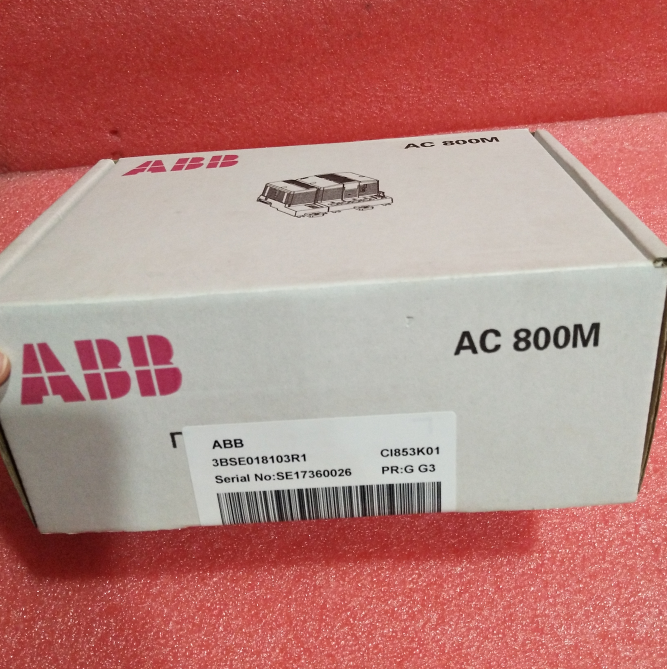 ABB
AC 800M
ABB
AC 800M
ABB
3BSE018103R1 CI853K01
Serial No:SE17360026 PR:G G3